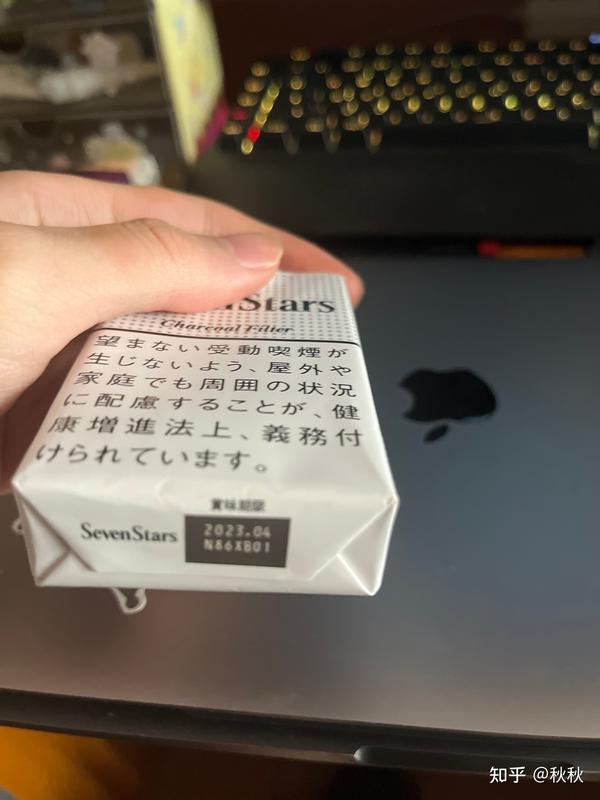 nStars
Charcoal Filter
望まない受動喫煙が
生じないよう、屋外や
家庭でも周囲の状況
に配慮することが、健
康増進法上、義務付
けられています。
賞味期限
SevenStars
2023.04
N86XB01
知乎 @秋秋